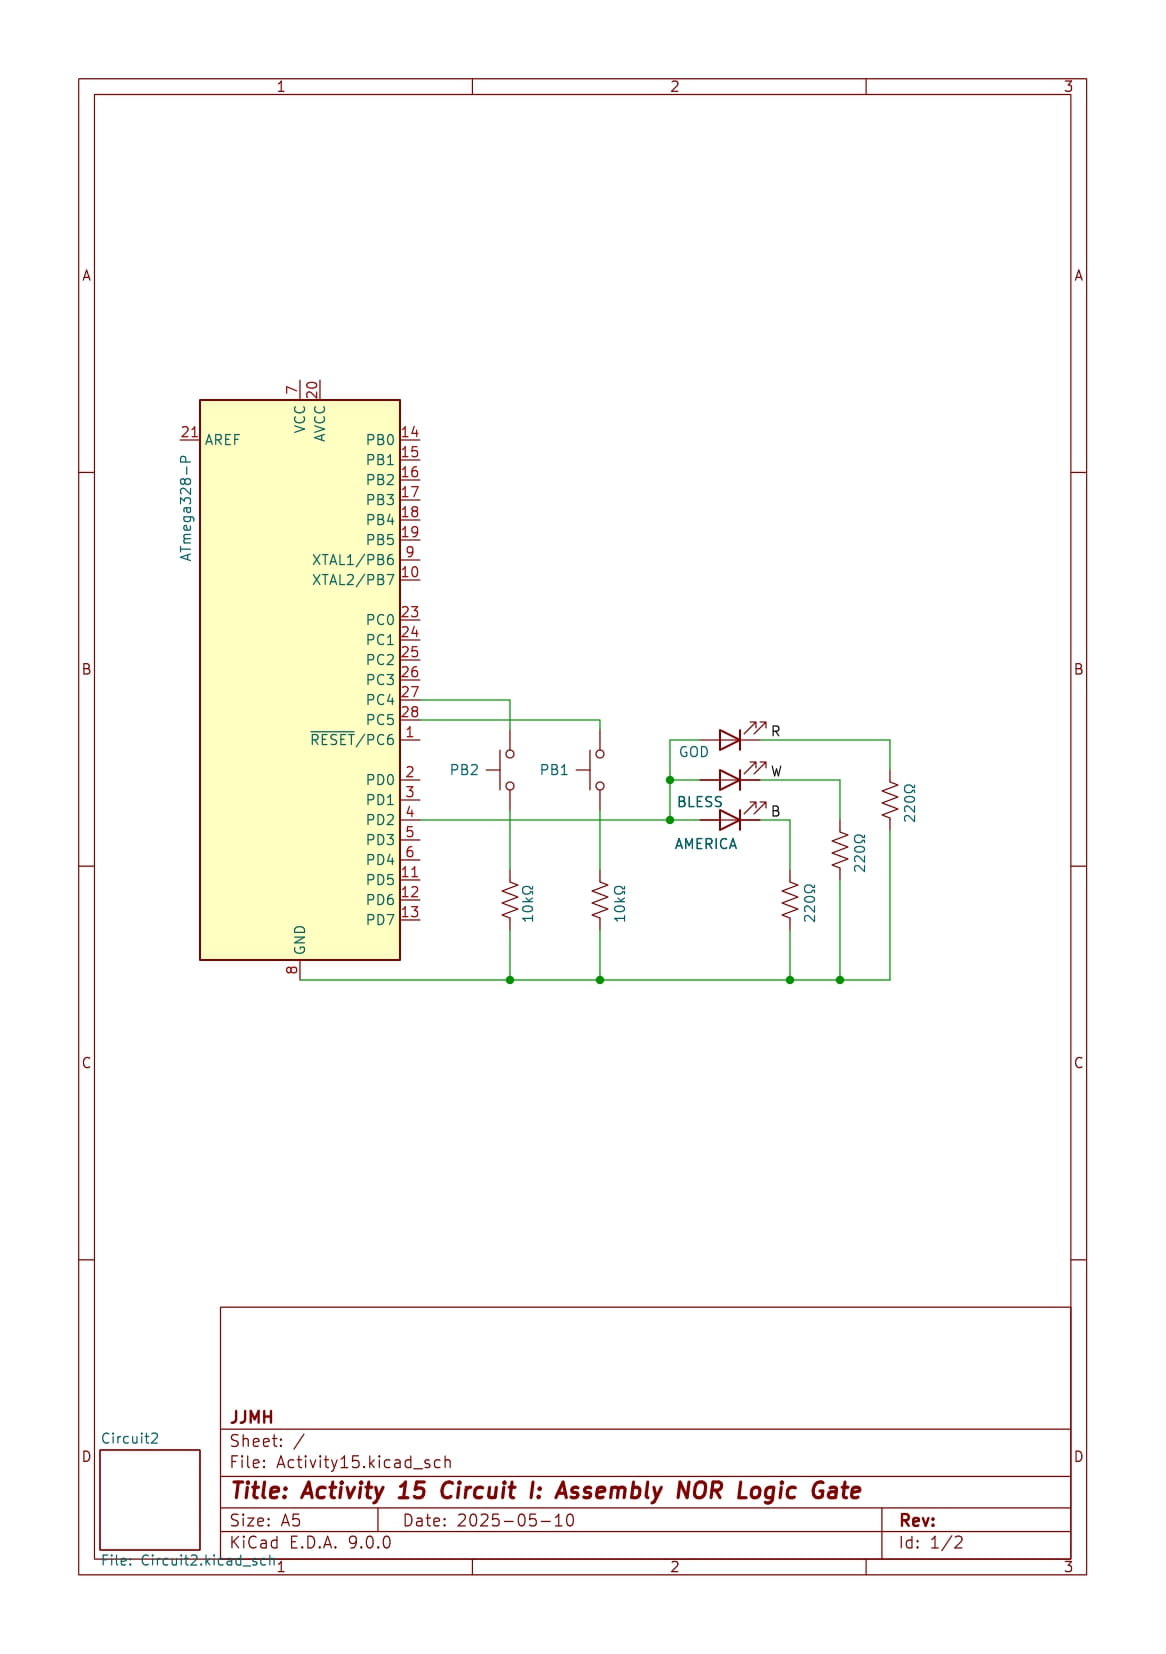 1 2 3
A A
7 20
VCC AVCC
21 AREF
ATmega328-P
PB0 14
PB1 15
PB2 16
PB3 17
PB4 18
PB5 19
XTAL1/PB6 9
XTAL2/PB7 10
PC0 23
PC1 24
PC2 25
PC3 26
PC4 27
PC5 28
RESET/PC6 1
PD0 2
PD1 3
PD2 4
PD3 5
PD4 6
PD5 11
PD6 12
PD7 13
GND
8
B B
PB2
PB1
10kΩ
10kΩ
R
GOD
W
BLESS
B
AMERICA
220Ω
220Ω
220Ω
C C
JJMH
Sheet: /
File: Activity15.kicad_sch
Title: Activity 15 Circuit I: Assembly NOR Logic Gate
Size: A5 Date: 2025-05-10 Rev:
KiCad E.D.A. 9.0.0 Id: 1/2
Circuit2
D D
File: Circuit2.kicad_sch
1 2 3